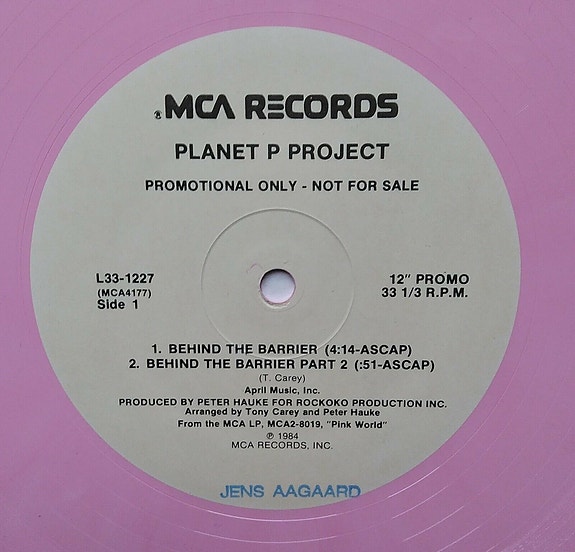 MCA RECORDS
PLANET P PROJECT
PROMOTIONAL ONLY - NOT FOR SALE
L33-1227
(MCA4177)
Side 1
12" PROMO
33 1/3 R.P.M.
1. BEHIND THE BARRIER (4:14-ASCAP)
2. BEHIND THE BARRIER PART 2 (:51-ASCAP)
(T. Carey)
April Music, Inc.
PRODUCED BY PETER HAUKE FOR ROCKOKO PRODUCTION INC.
Arranged by Tony Carey and Peter Hauke
From the MCA LP, MCA2-8019, "Pink World"
℗ 1984
MCA RECORDS, INC.
JENS AAGAARD